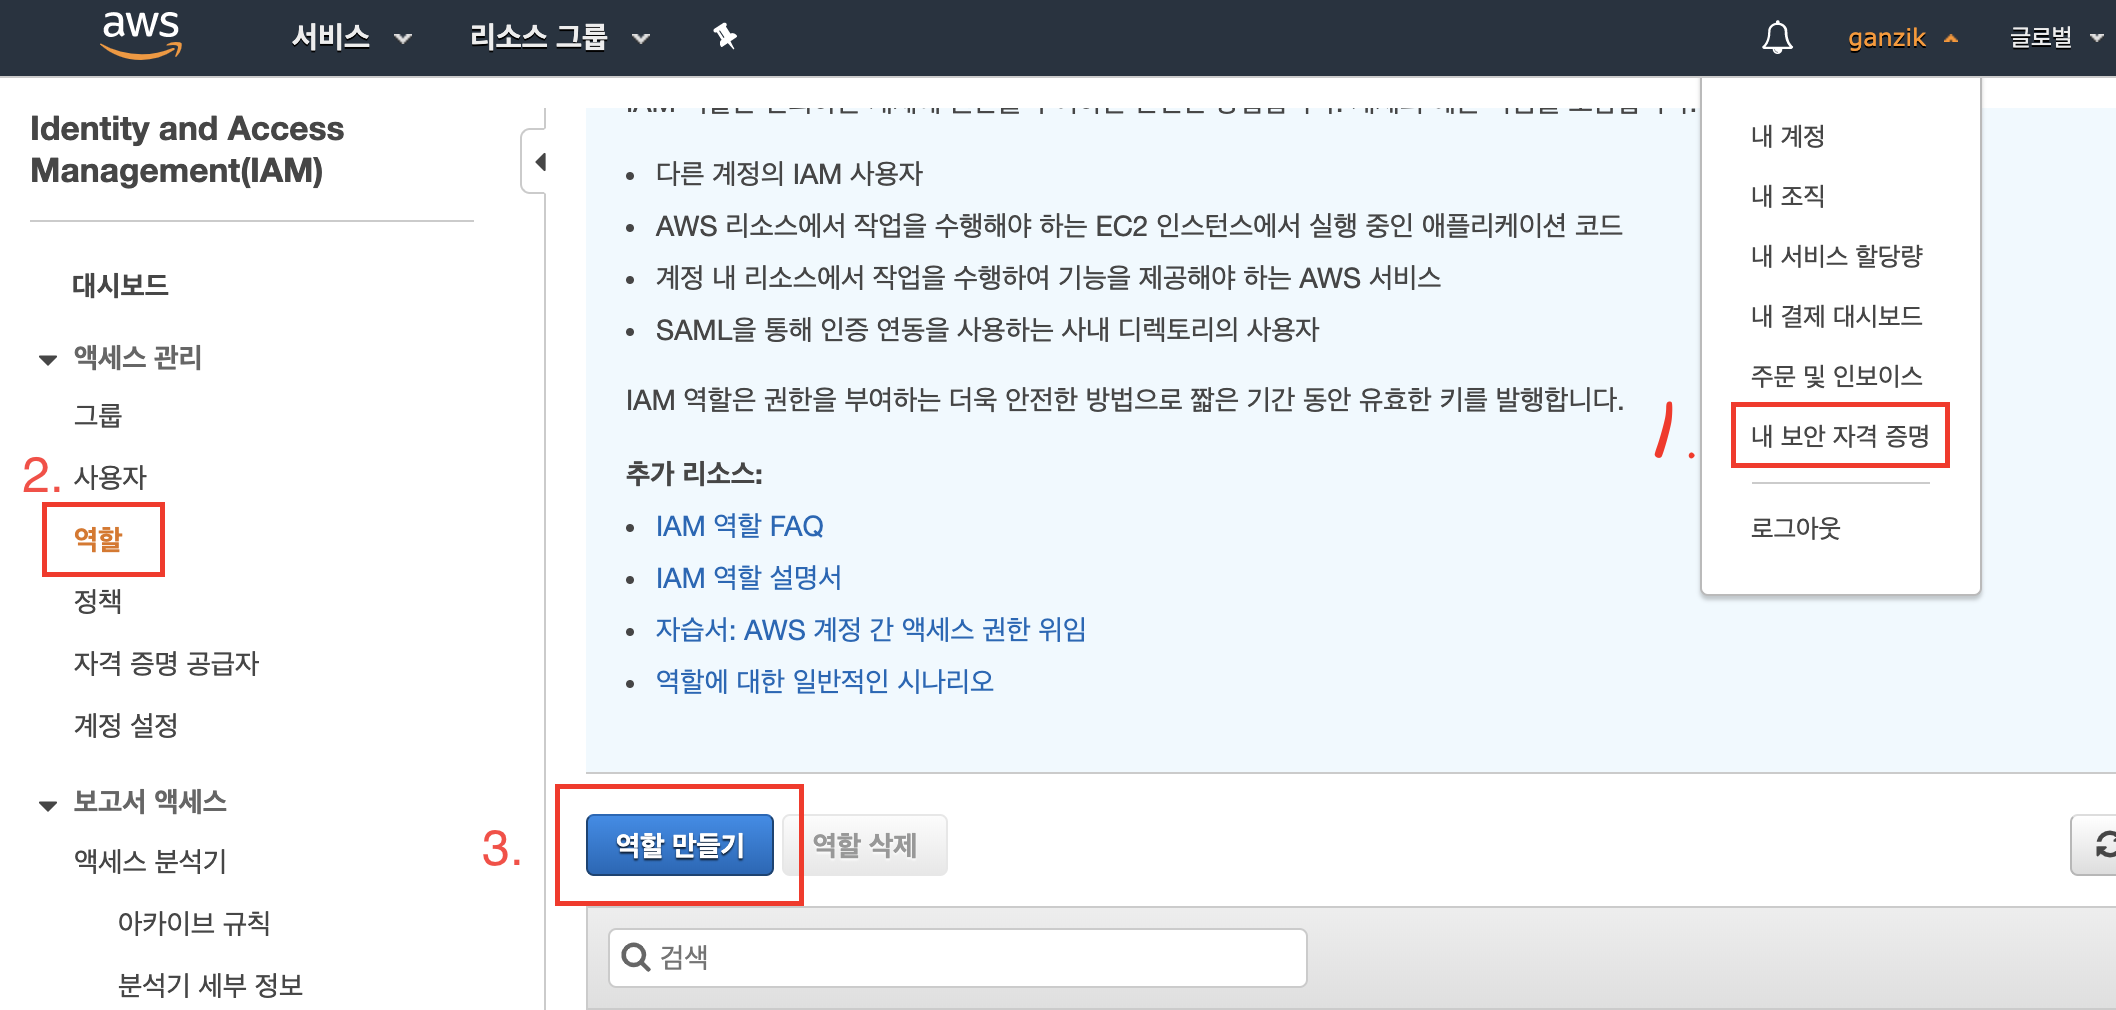 aws
서비스
리소스 그룹
ganzik
글로벌
Identity and Access
Management(IAM)
대시보드
액세스 관리
그룹
2.
사용자
역할
정책
자격 증명 공급자
계정 설정
보고서 액세스
액세스 분석기
아카이브 규칙
분석기 세부 정보
• 다른 계정의 IAM 사용자
• AWS 리소스에서 작업을 수행해야 하는 EC2 인스턴스에서 실행 중인 애플리케이션 코드
• 계정 내 리소스에서 작업을 수행하여 기능을 제공해야 하는 AWS 서비스
• SAML을 통해 인증 연동을 사용하는 사내 디렉토리의 사용자
IAM 역할은 권한을 부여하는 더욱 안전한 방법으로 짧은 기간 동안 유효한 키를 발행합니다.
추가 리소스:
• IAM 역할 FAQ
• IAM 역할 설명서
• 자습서: AWS 계정 간 액세스 권한 위임
• 역할에 대한 일반적인 시나리오
3.
역할 만들기
역할 삭제
검색
내 계정
내 조직
내 서비스 할당량
내 결제 대시보드
주문 및 인보이스
1.
내 보안 자격 증명
로그아웃